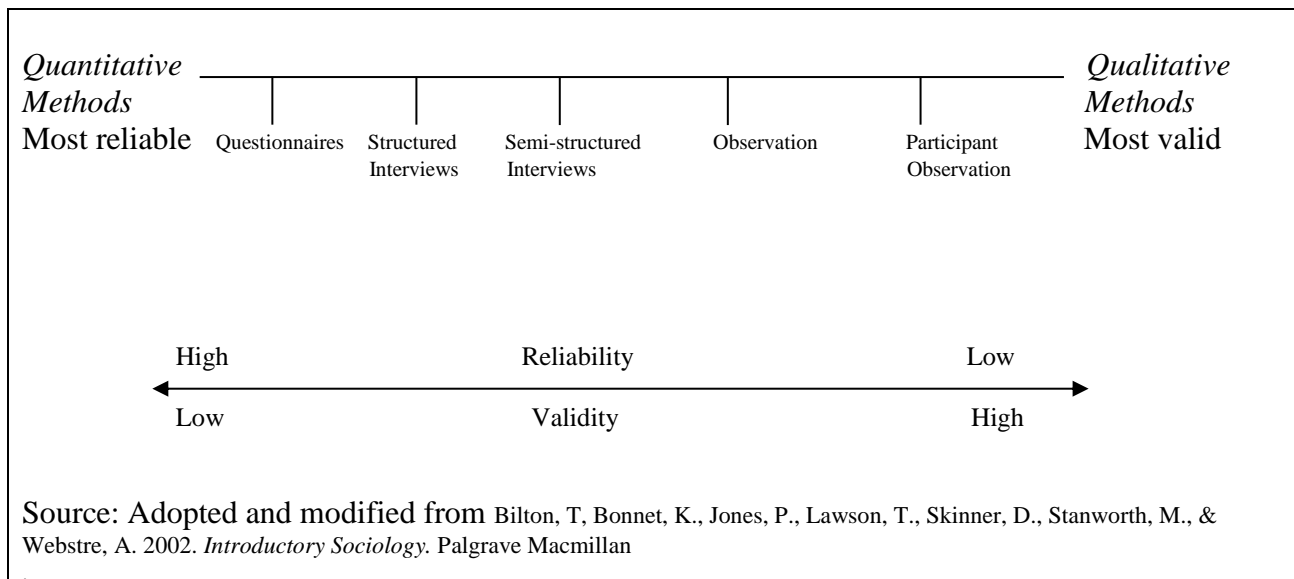 Quantitative
Methods
Most reliable
Questionnaires
Structured
Interviews
Semi-structured
Interviews
Observation
Participant
Observation
Qualitative
Methods
Most valid
High Reliability Low
Low Validity High
Source: Adopted and modified from Bilton, T, Bonnet, K., Jones, P., Lawson, T., Skinner, D., Stanworth, M., &
Webstre, A. 2002. Introductory Sociology. Palgrave Macmillan
.